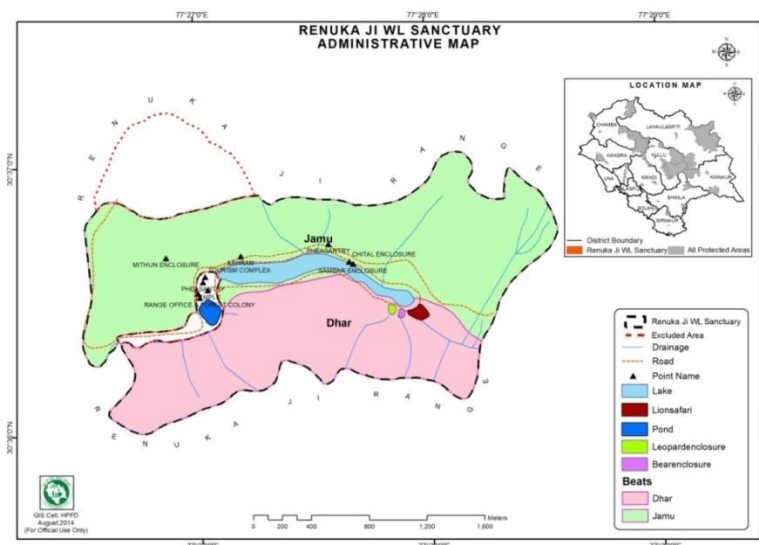 77°27'0"E 77°28'0"E 77°29'0"E
RENUKA JI WL SANCTUARY
ADMINISTRATIVE MAP
LOCATION MAP
CHAMBA
LAHAUL&SPITI
KANGRA
KULLU
UNA
MANDI
KINNAUR
SHIMLA
SOLAN
SIRMAUR
District Boundary
Renuka Ji WL Sanctuary All Protected Areas
30°37'0"N
RENUKA JI RANGE
Jamu
PHEASANTRY
MITHUN ENCLOSURE
ASHRAM
CHITAL ENCLOSURE
TOURISM COMPLEX
SAMBAR ENCLOSURE
RANGE OFFICE
Dhar
RENUKA JI RANGE
Renuka Ji WL Sanctuary
Excluded Area
Drainage
Road
Point Name
Lake
Lionsafari
Pond
Leopardenclosure
Bearenclosure
Beats
Dhar
Jamu
GIS Cell, HPFD
August,2014
(For Official Use Only)
Meters
0 200 400 800 1,200 1,600